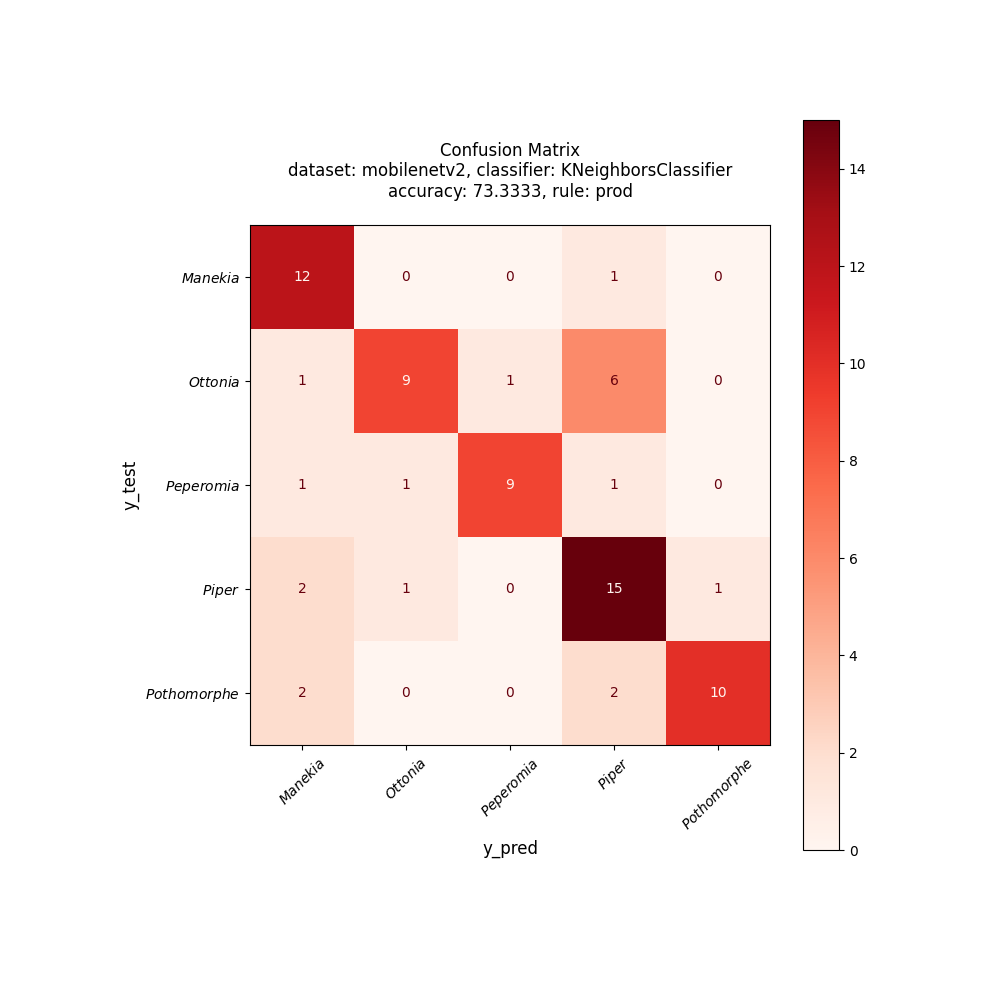 Confusion Matrix
dataset: mobilenetv2, classifier: KNeighborsClassifier
accuracy: 73.3333, rule: prod
Manekia 12 0 0 1 0
Ottonia 1 9 1 6 0
Peperomia 1 1 9 1 0
Piper 2 1 0 15 1
Pothomorphe 2 0 0 2 10
y_test
Manekia Ottonia Peperomia Piper Pothomorphe
y_pred
14
12
10
8
6
4
2
0